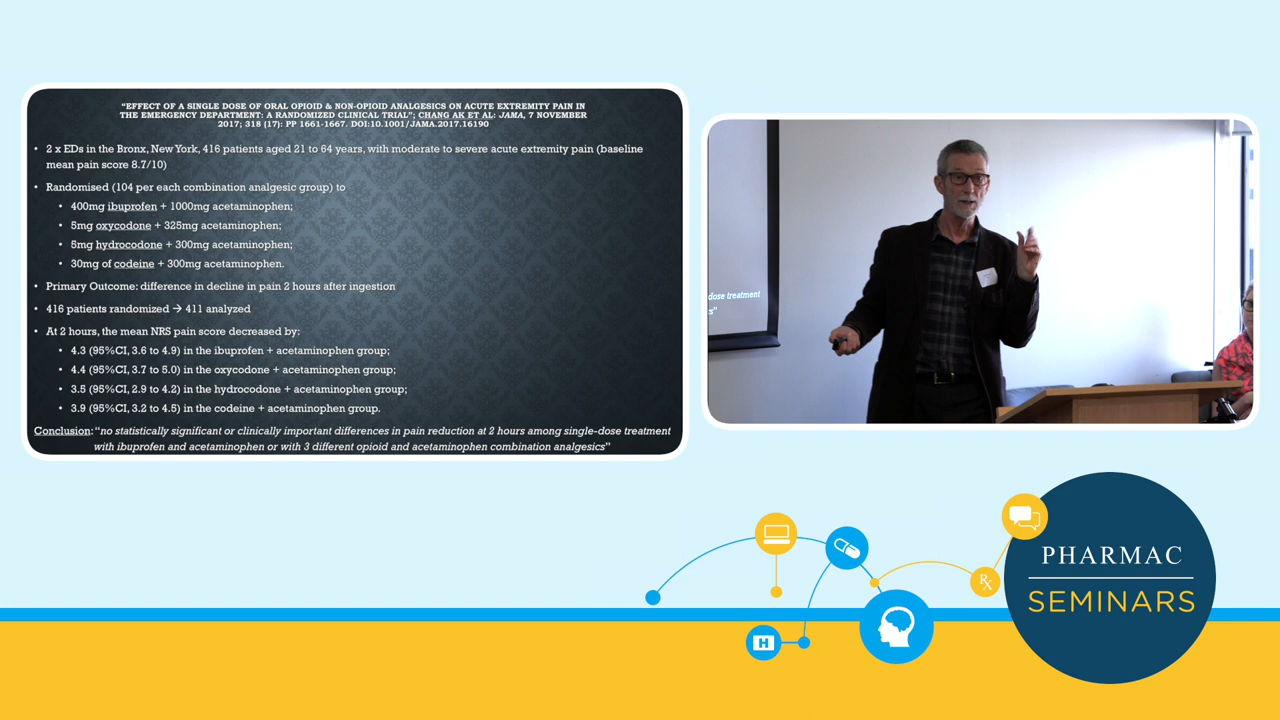 “EFFECT OF A SINGLE DOSE OF ORAL OPIOID & NON-OPIOID ANALGESICS ON ACUTE EXTREMITY PAIN IN
THE EMERGENCY DEPARTMENT: A RANDOMIZED CLINICAL TRIAL”; CHANG AK ET AL: JAMA, 7 NOVEMBER
2017; 318 (17): PP 1661-1667. DOI:10.1001/JAMA.2017.16190
• 2 x EDs in the Bronx, New York, 416 patients aged 21 to 64 years, with moderate to severe acute extremity pain (baseline
mean pain score 8.7/10)
• Randomised (104 per each combination analgesic group) to
• 400mg ibuprofen + 1000mg acetaminophen;
• 5mg oxycodone + 325mg acetaminophen;
• 5mg hydrocodone + 300mg acetaminophen;
• 30mg of codeine + 300mg acetaminophen.
• Primary Outcome: difference in decline in pain 2 hours after ingestion
• 416 patients randomized → 411 analyzed
• At 2 hours, the mean NRS pain score decreased by:
• 4.3 (95%CI, 3.6 to 4.9) in the ibuprofen + acetaminophen group;
• 4.4 (95%CI, 3.7 to 5.0) in the oxycodone + acetaminophen group;
• 3.5 (95%CI, 2.9 to 4.2) in the hydrocodone + acetaminophen group;
• 3.9 (95%CI, 3.2 to 4.5) in the codeine + acetaminophen group.
Conclusion: “no statistically significant or clinically important differences in pain reduction at 2 hours among single-dose treatment
with ibuprofen and acetaminophen or with 3 different opioid and acetaminophen combination analgesics”
dose treatment
s”
H
Rx
PHARMAC
SEMINARS